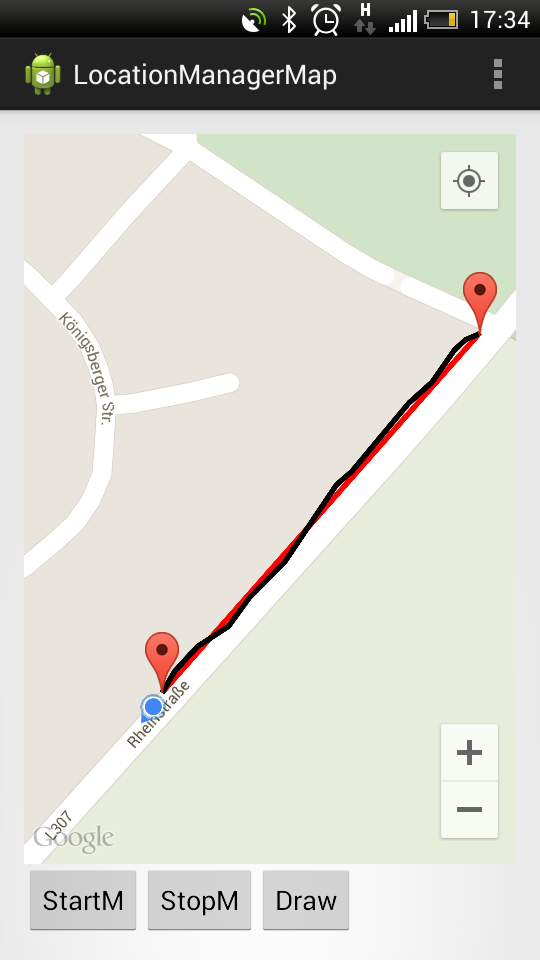 H
17:34
LocationManagerMap
Königsberger Str.
Rheinstraße
L307
Google
StartM
StopM
Draw